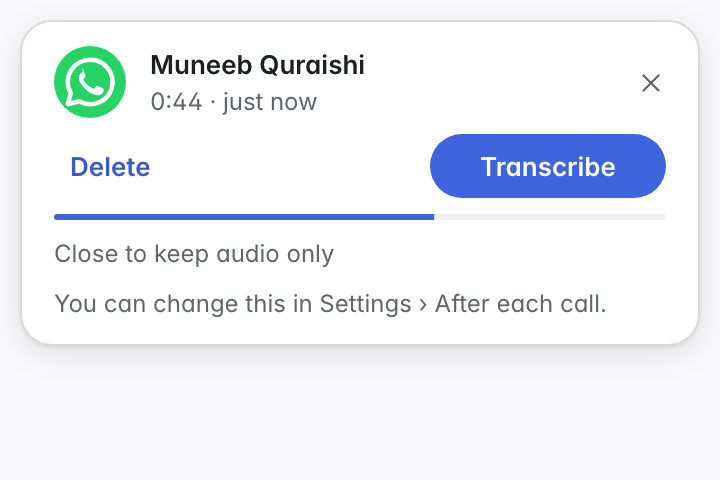 Muneeb Quraishi
0:44 · just now
Delete
Transcribe
Close to keep audio only
You can change this in Settings › After each call.